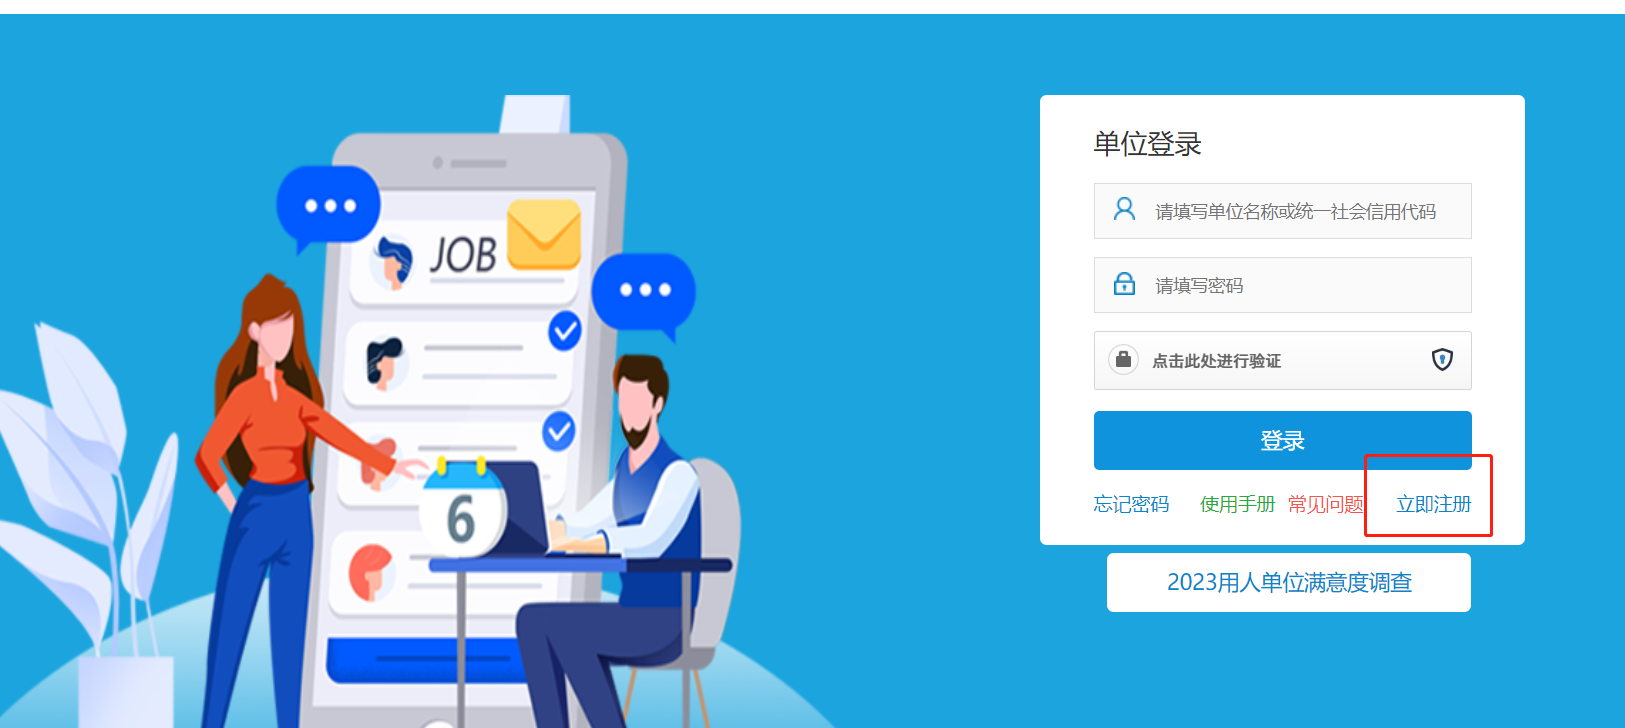 单位登录
请填写单位名称或统一社会信用代码
请填写密码
点击此处进行验证
登录
忘记密码 使用手册 常见问题 立即注册
2023用人单位满意度调查
JOB
6